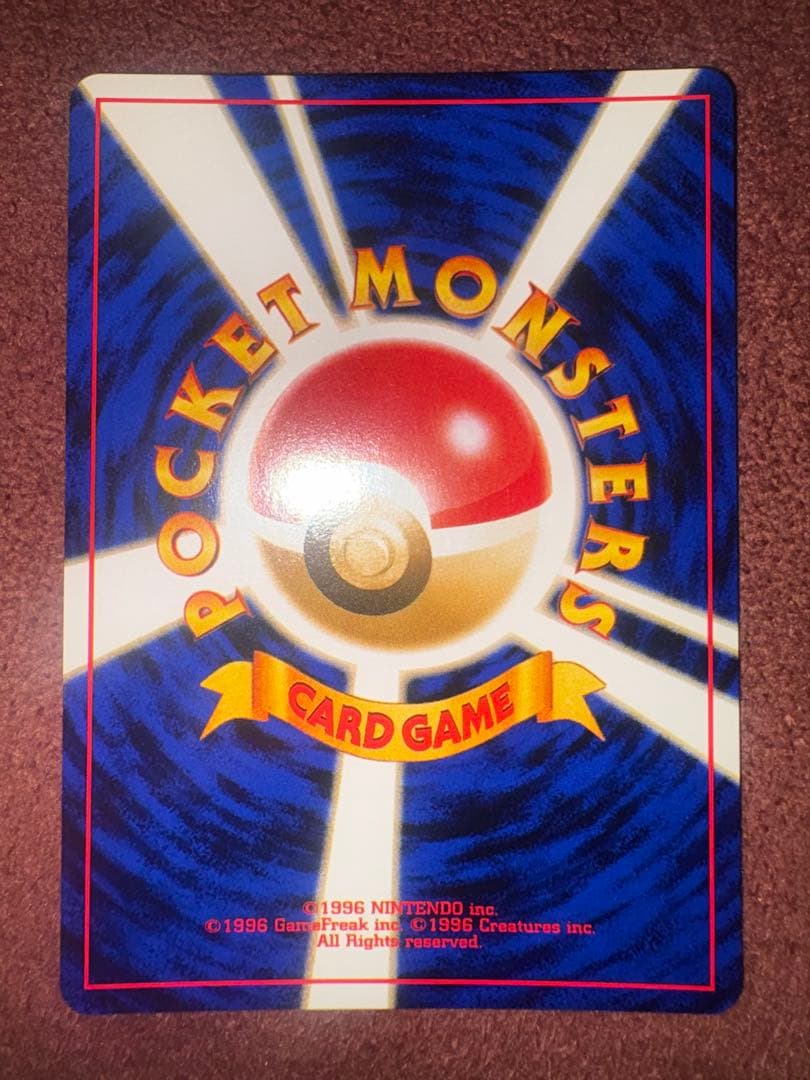 POCKET MONSTERS
CARD GAME
©1996 NINTENDO inc.
©1996 GameFreak inc. ©1996 Creatures inc.
All Rights reserved.